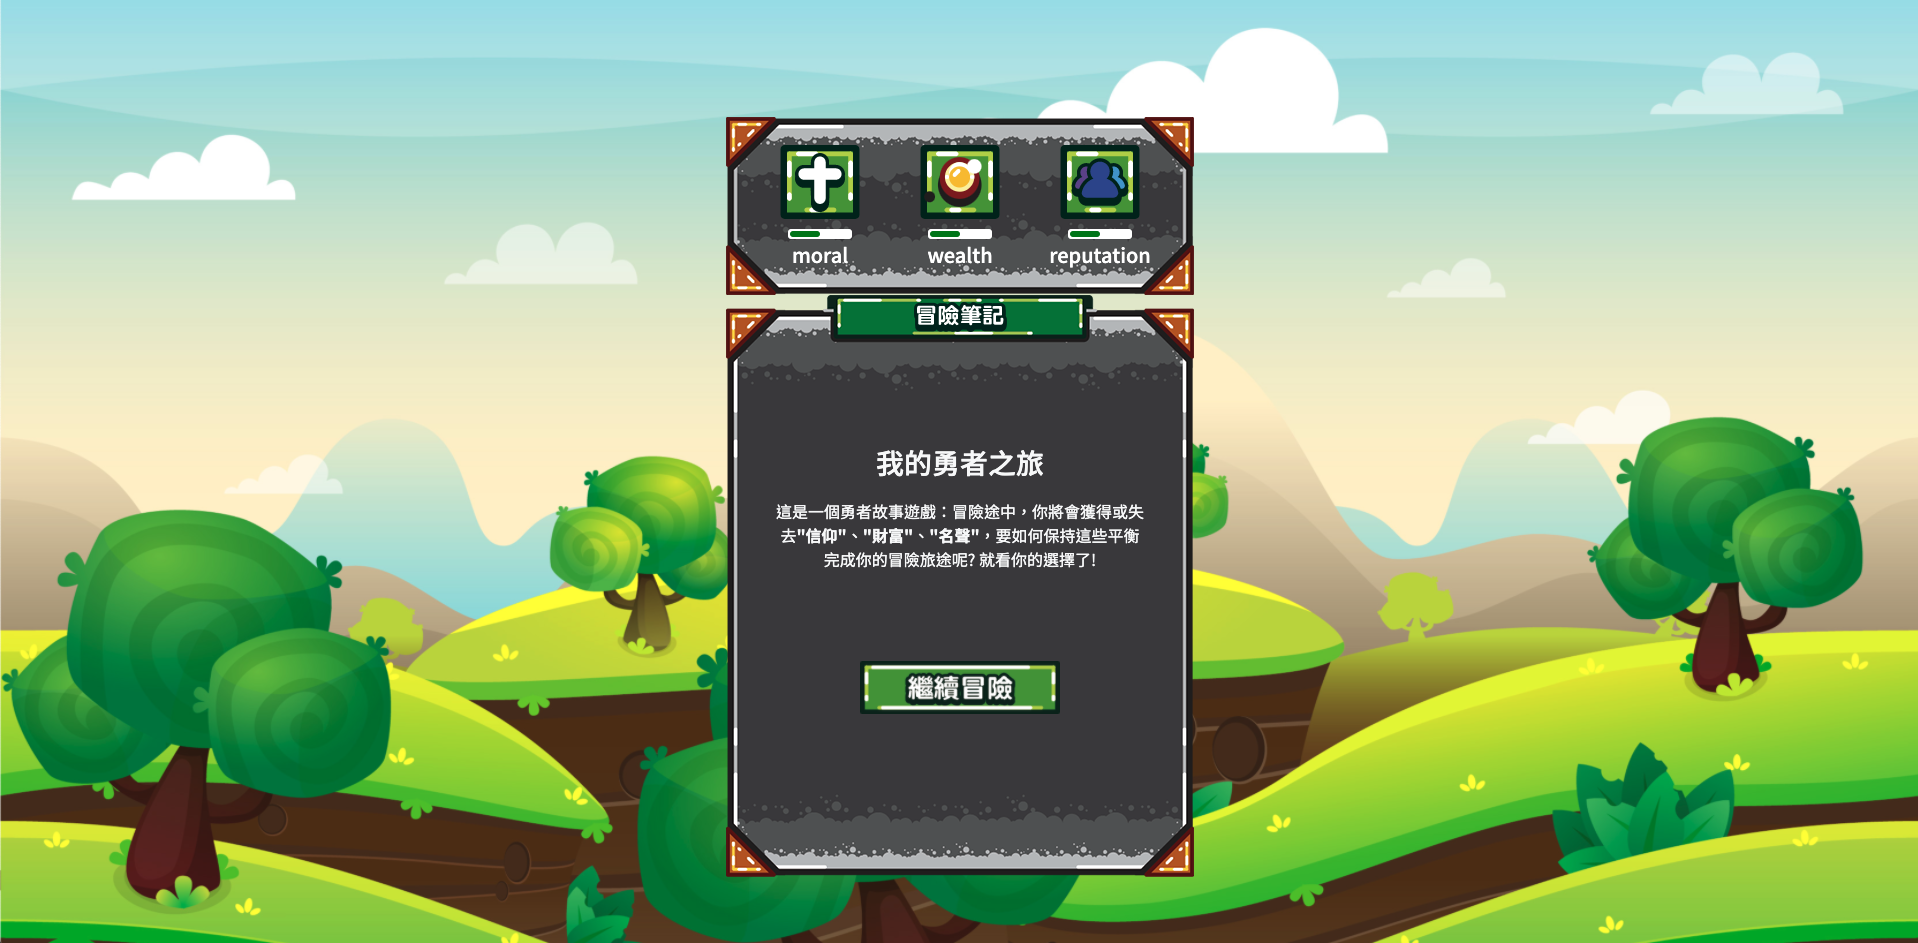 moral wealth reputation
冒險筆記
我的勇者之旅
這是一個勇者故事遊戲：冒險途中，你將會獲得或失
去"信仰"、"財富"、"名聲"，要如何保持這些平衡
完成你的冒險旅途呢? 就看你的選擇了!
繼續冒險